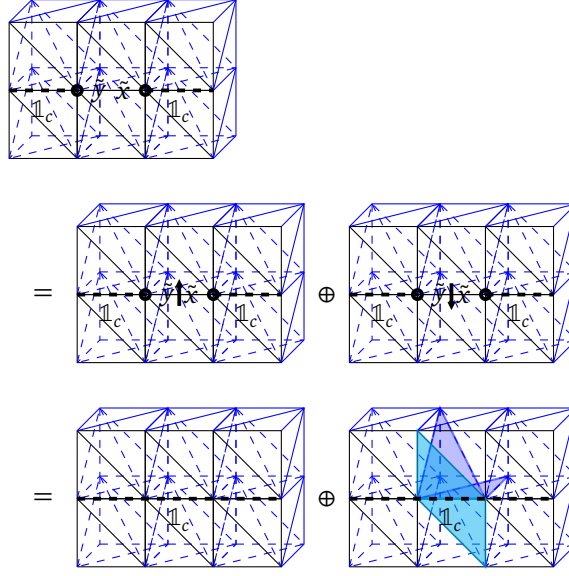 ỹ x̃
𝟙_c 𝟙_c
= ỹ x̃ ⊕ ỹ x̃
𝟙_c 𝟙_c 𝟙_c 𝟙_c
= ⊕
𝟙_c 𝟙_c